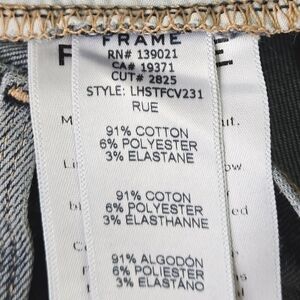 FRAME
RN# 139021
CA# 19371
CUT# 2825
STYLE: LHSTFCV231
RUE
91% COTTON
6% POLYESTER
3% ELASTANE
91% COTON
6% POLYESTER
3% ÉLASTHANNE
91% ALGODÓN
6% POLIESTER
3% ELASTANO